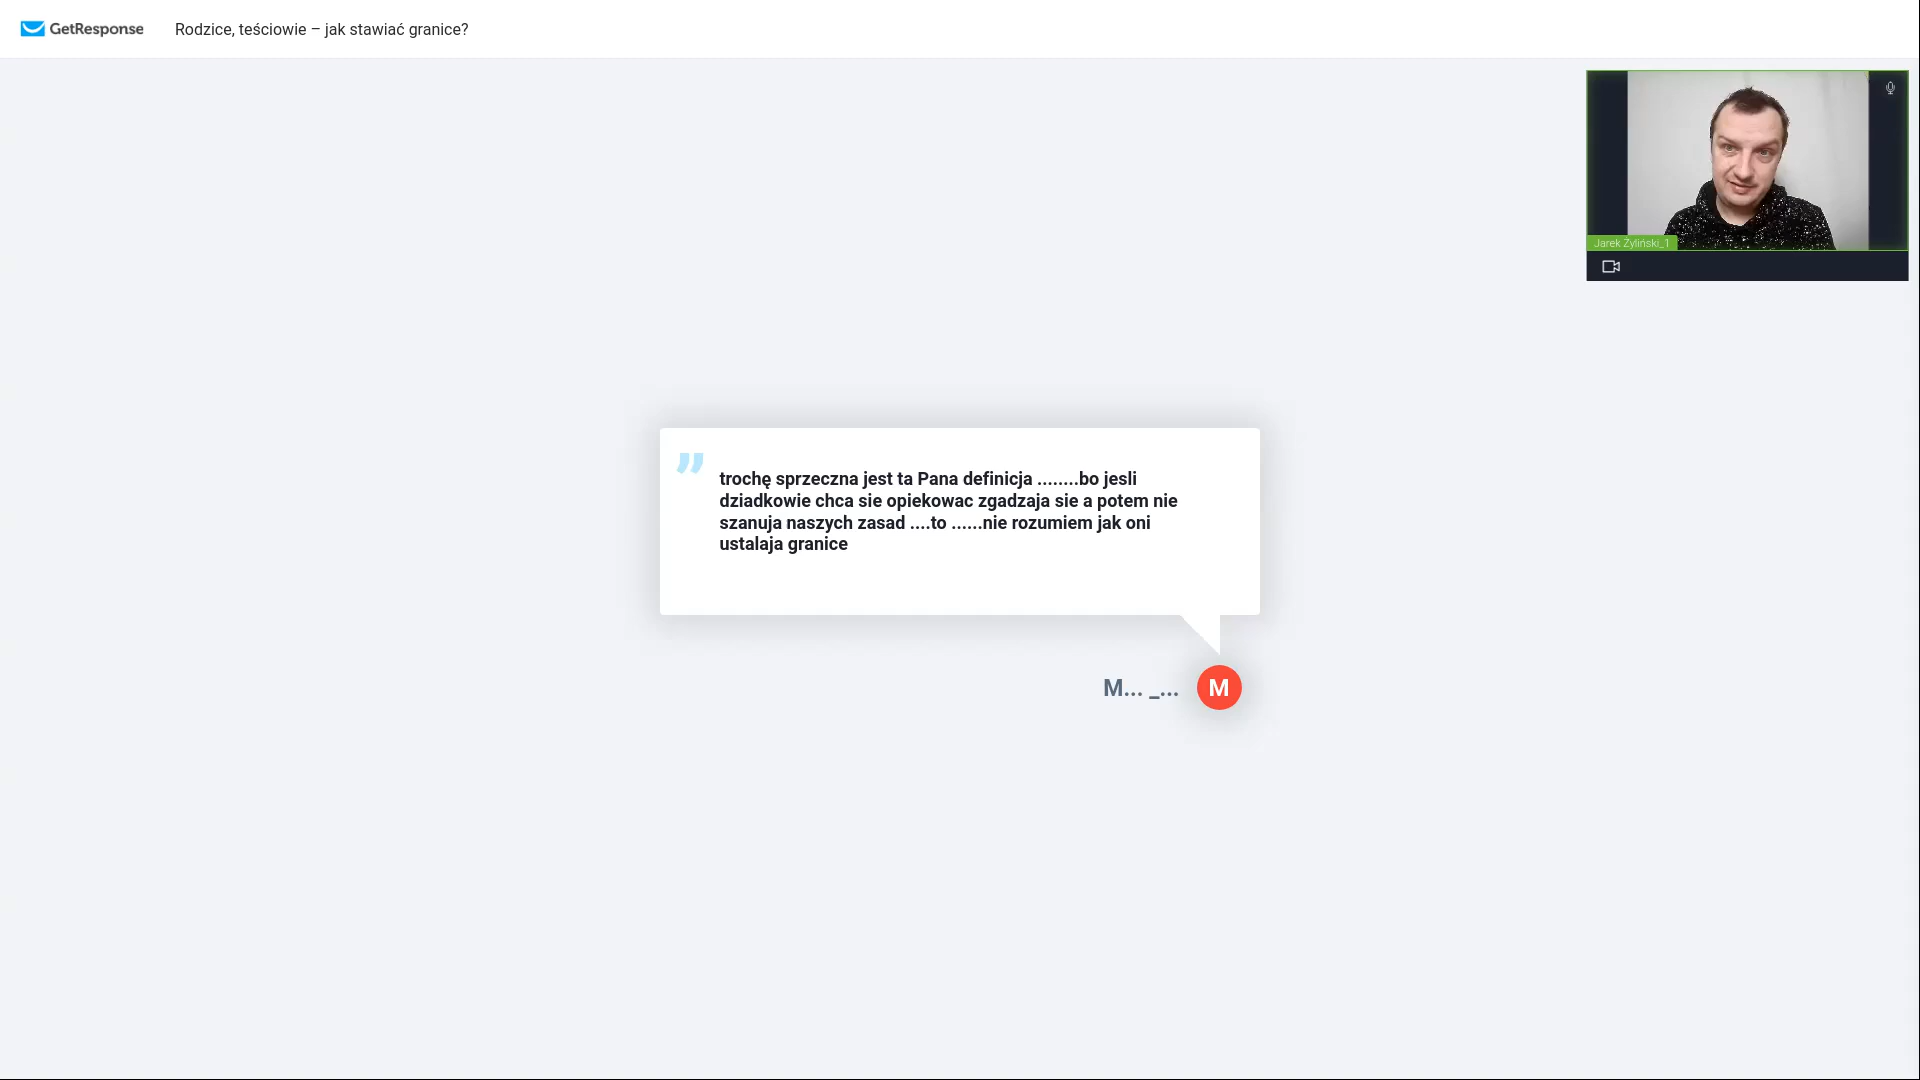 GetResponse
Rodzice, teściowie – jak stawiać granice?
Jarek Żyliński_1
trochę sprzeczna jest ta Pana definicja ........bo jesli
dziadkowie chca sie opiekowac zgadzaja sie a potem nie
szanuja naszych zasad ....to ......nie rozumiem jak oni
ustalaja granice
M... _...
M